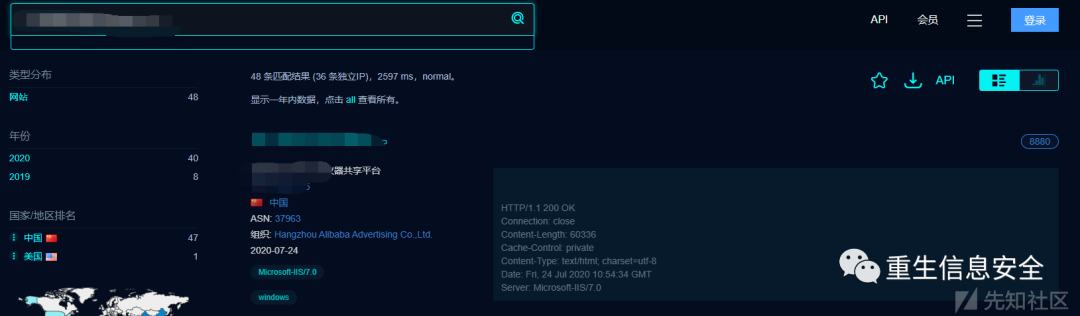 API 会员 登录
类型分布
网站 48
年份
2020 40
2019 8
国家/地区排名
中国 47
美国 1
48 条匹配结果 (36 条独立IP)，2597 ms，normal。
显示一年内数据，点击 all 查看所有。
API
8880
仪器共享平台
中国
ASN: 37963
组织: Hangzhou Alibaba Advertising Co.,Ltd.
2020-07-24
Microsoft-IIS/7.0
windows
HTTP/1.1 200 OK
Connection: close
Content-Length: 60336
Cache-Control: private
Content-Type: text/html; charset=utf-8
Date: Fri, 24 Jul 2020 10:54:34 GMT
Server: Microsoft-IIS/7.0
重生信息安全
先知社区